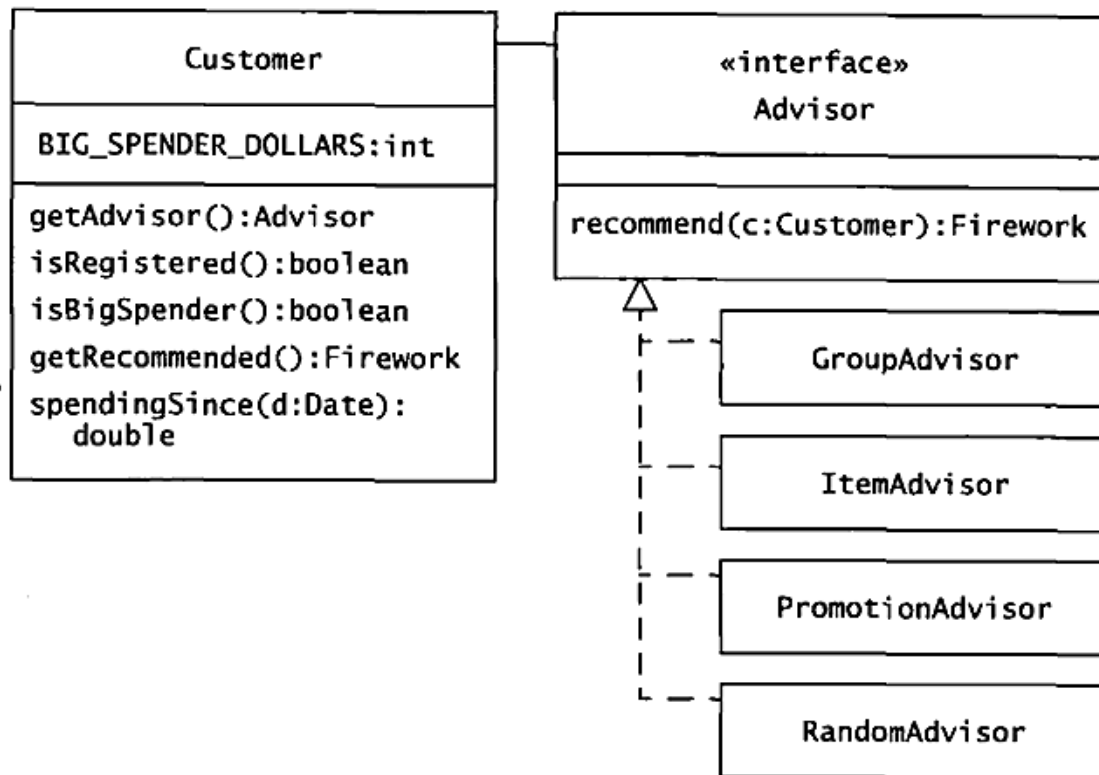 Customer
BIG_SPENDER_DOLLARS:int
getAdvisor():Advisor
isRegistered():boolean
isBigSpender():boolean
getRecommended():Firework
spendingSince(d:Date):
double
«interface»
Advisor
recommend(c:Customer):Firework
GroupAdvisor
ItemAdvisor
PromotionAdvisor
RandomAdvisor